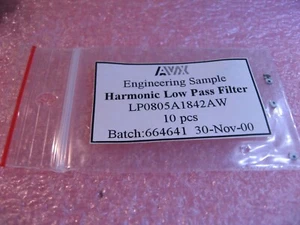 AVX
Engineering Sample
Harmonic Low Pass Filter
LP0805A1842AW
10 pcs
Batch:664641 30-Nov-00